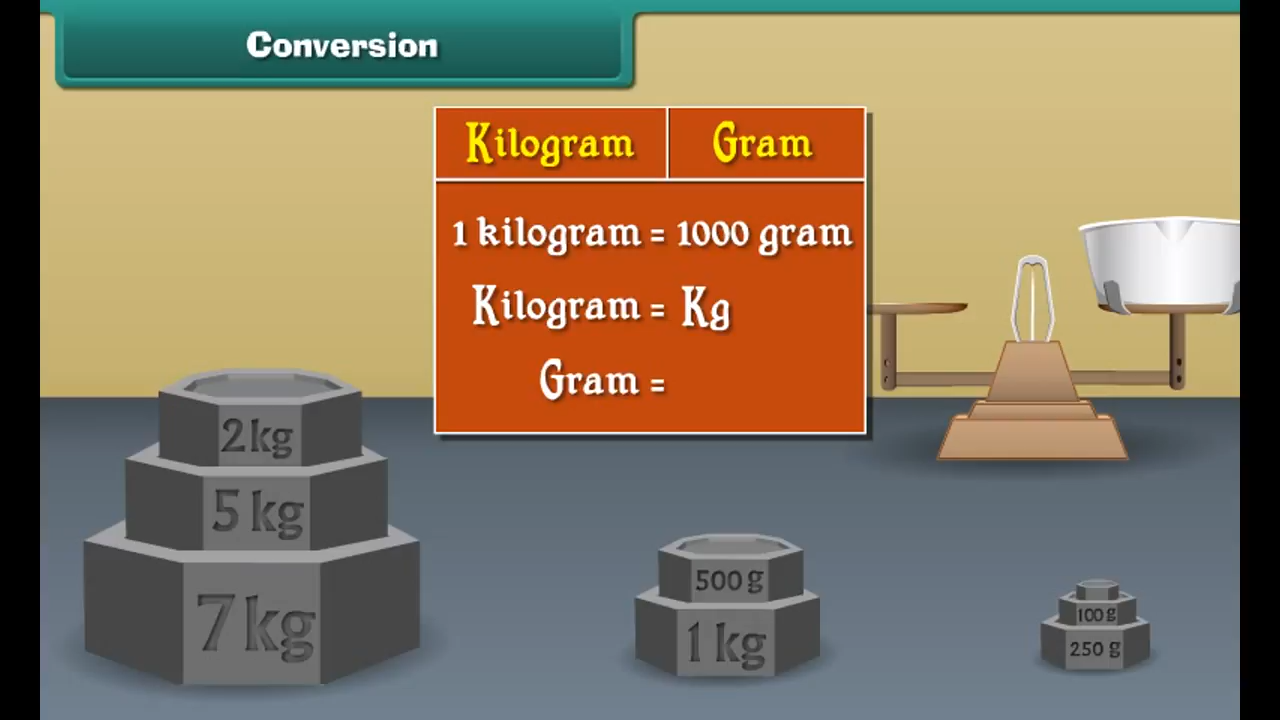 Conversion
Kilogram Gram
1 kilogram = 1000 gram
Kilogram = Kg
Gram =
2kg
5 kg
7 kg
500 g
1 kg
100 g
250 g